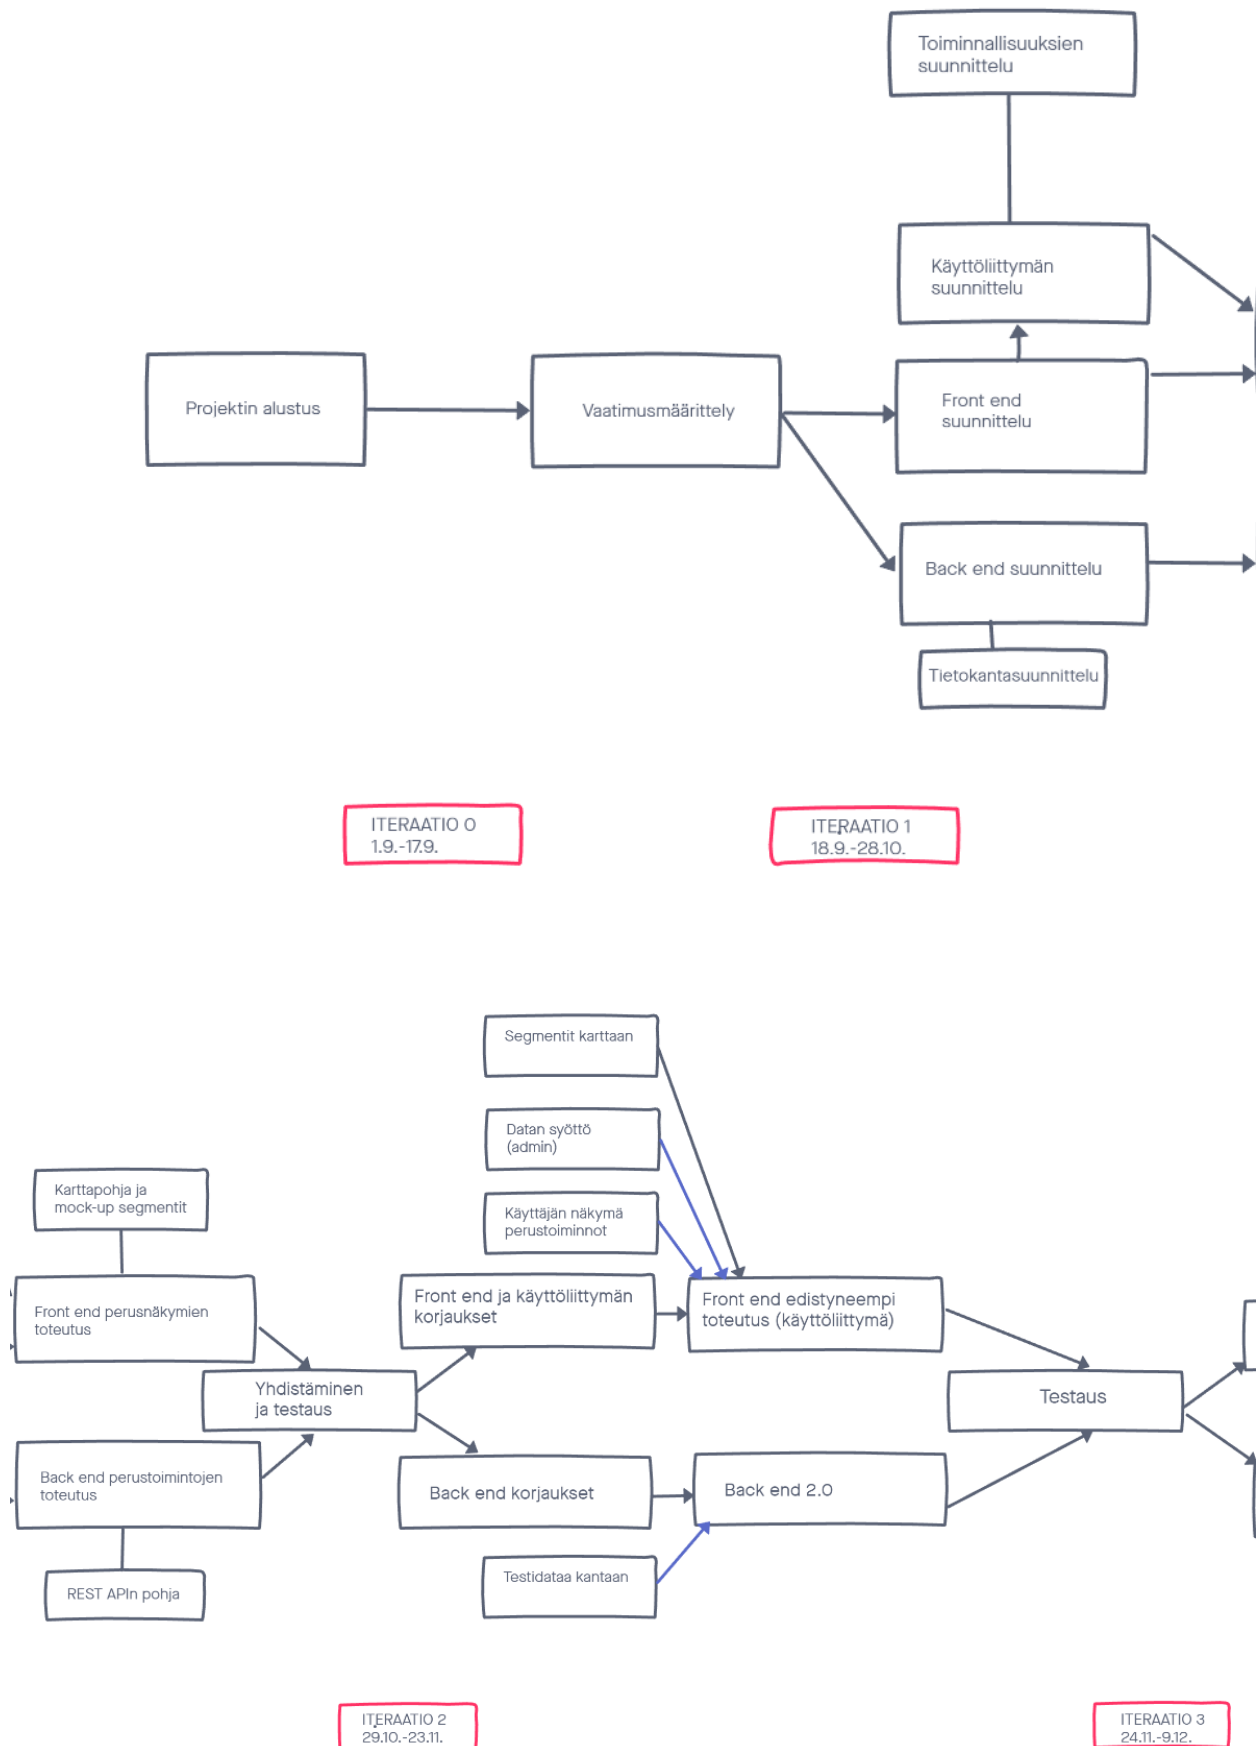 Toiminnallisuuksien
suunnittelu
Käyttöliittymän
suunnittelu
Projektin alustus
Vaatimusmäärittely
Front end
suunnittelu
Back end suunnittelu
Tietokantasuunnittelu
ITERAATIO 0
1.9.-17.9.
ITERAATIO 1
18.9.-28.10.
Segmentit karttaan
Datan syöttö
(admin)
Karttapohja ja
mock-up segmentit
Käyttäjän näkymä
perustoiminnot
Front end perusnäkymien
toteutus
Front end ja käyttöliittymän
korjaukset
Front end edistyneempi
toteutus (käyttöliittymä)
Yhdistäminen
ja testaus
Testaus
Back end perustoimintojen
toteutus
Back end korjaukset
Back end 2.0
REST APIn pohja
Testidataa kantaan
ITERAATIO 2
29.10.-23.11.
ITERAATIO 3
24.11.-9.12.